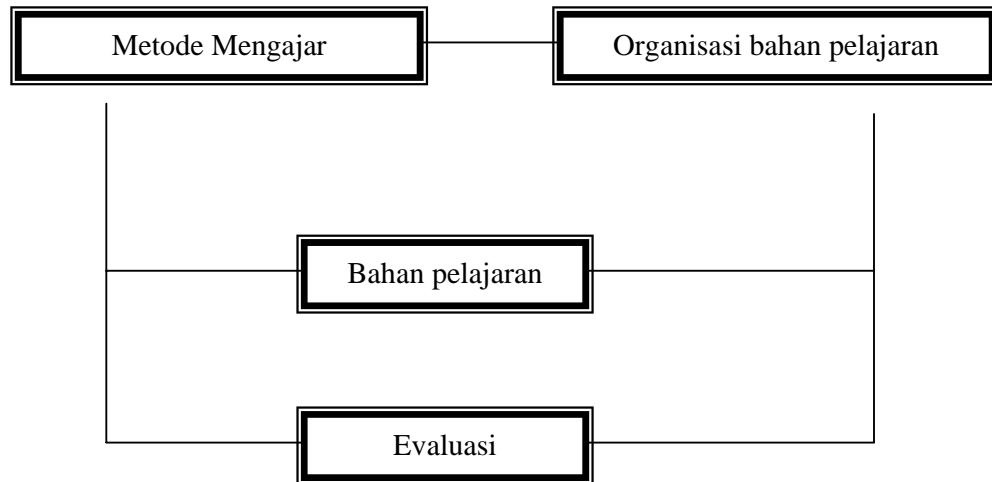 Metode Mengajar
Organisasi bahan pelajaran
Bahan pelajaran
Evaluasi